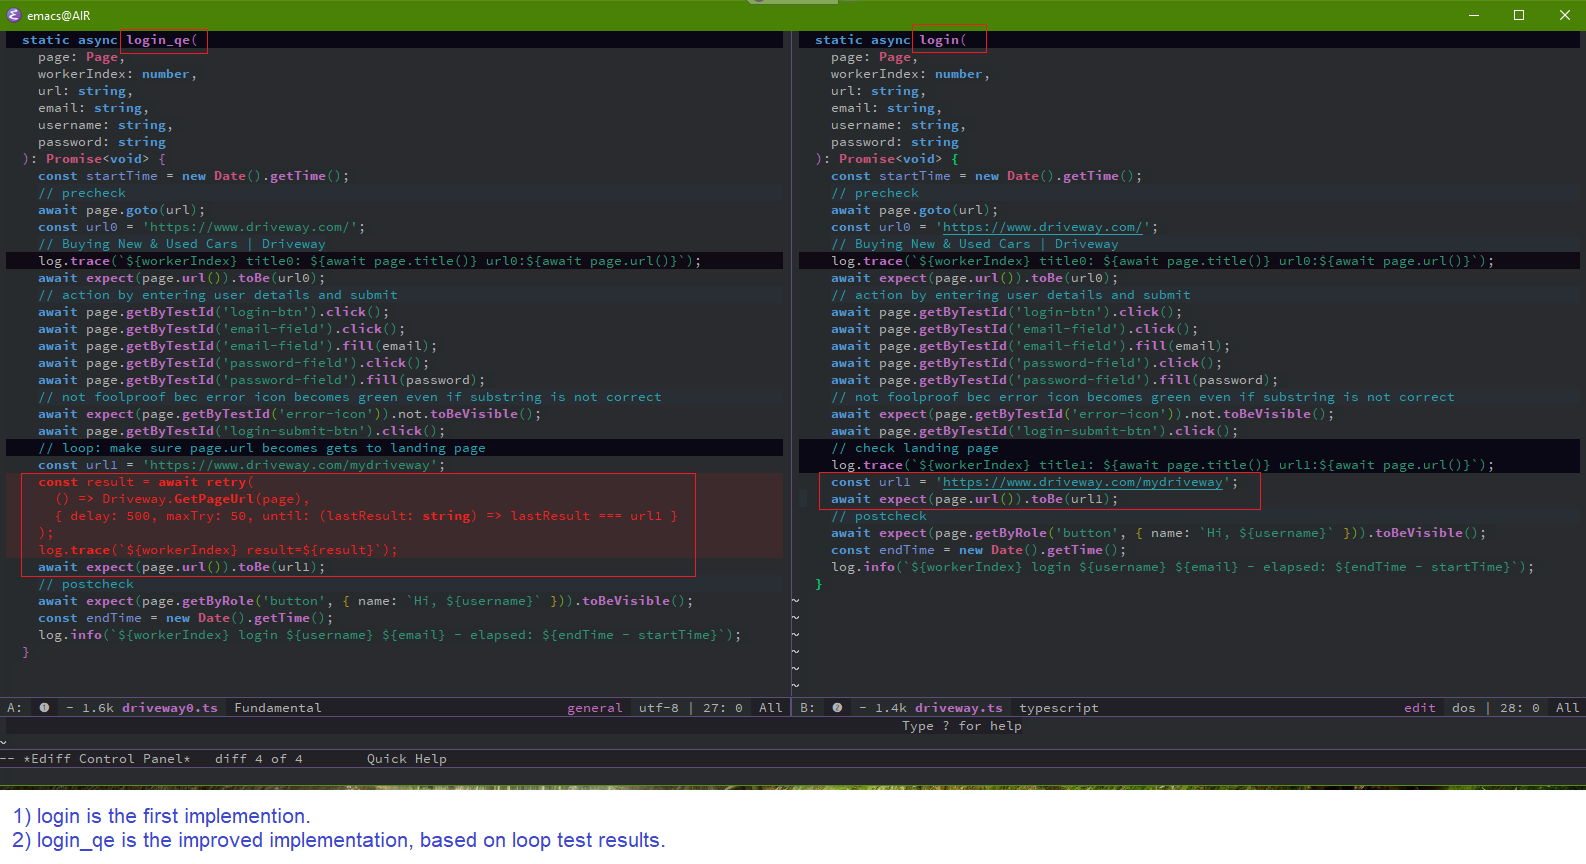 emacs@AIR
static async login_qe(
page: Page,
workerIndex: number,
url: string,
email: string,
username: string,
password: string
): Promise<void> {
const startTime = new Date().getTime();
// precheck
await page.goto(url);
const url0 = 'https://www.driveway.com/';
// Buying New & Used Cars | Driveway
log.trace(`${workerIndex} title0: ${await page.title()} url0:${await page.url()}`);
await expect(page.url()).toBe(url0);
// action by entering user details and submit
await page.getByTestId('login-btn').click();
await page.getByTestId('email-field').click();
await page.getByTestId('email-field').fill(email);
await page.getByTestId('password-field').click();
await page.getByTestId('password-field').fill(password);
// not foolproof bec error icon becomes green even if substring is not correct
await expect(page.getByTestId('error-icon')).not.toBeVisible();
await page.getByTestId('login-submit-btn').click();
// loop: make sure page.url becomes gets to landing page
const url1 = 'https://www.driveway.com/mydriveway';
const result = await retry(
() => Driveway.GetPageUrl(page),
{ delay: 500, maxTry: 50, until: (lastResult: string) => lastResult === url1 }
);
log.trace(`${workerIndex} result=${result}`);
await expect(page.url()).toBe(url1);
// postcheck
await expect(page.getByRole('button', { name: `Hi, ${username}` })).toBeVisible();
const endTime = new Date().getTime();
log.info(`${workerIndex} login ${username} ${email} - elapsed: ${endTime - startTime}`);
}
static async login(
page: Page,
workerIndex: number,
url: string,
email: string,
username: string,
password: string
): Promise<void> {
const startTime = new Date().getTime();
// precheck
await page.goto(url);
const url0 = 'https://www.driveway.com/';
// Buying New & Used Cars | Driveway
log.trace(`${workerIndex} title0: ${await page.title()} url0:${await page.url()}`);
await expect(page.url()).toBe(url0);
// action by entering user details and submit
await page.getByTestId('login-btn').click();
await page.getByTestId('email-field').click();
await page.getByTestId('email-field').fill(email);
await page.getByTestId('password-field').click();
await page.getByTestId('password-field').fill(password);
// not foolproof bec error icon becomes green even if substring is not correct
await expect(page.getByTestId('error-icon')).not.toBeVisible();
await page.getByTestId('login-submit-btn').click();
// check landing page
log.trace(`${workerIndex} title1: ${await page.title()} url1:${await page.url()}`);
const url1 = 'https://www.driveway.com/mydriveway';
await expect(page.url()).toBe(url1);
// postcheck
await expect(page.getByRole('button', { name: `Hi, ${username}` })).toBeVisible();
const endTime = new Date().getTime();
log.info(`${workerIndex} login ${username} ${email} - elapsed: ${endTime - startTime}`);
}
~
~
~
~
~
~
A: ❶ - 1.6k driveway0.ts Fundamental general utf-8 | 27: 0 All
B: ❷ - 1.4k driveway.ts typescript edit dos | 28: 0 All
Type ? for help
~
-- *Ediff Control Panel* diff 4 of 4 Quick Help
1) login is the first implemention.
2) login_qe is the improved implementation, based on loop test results.